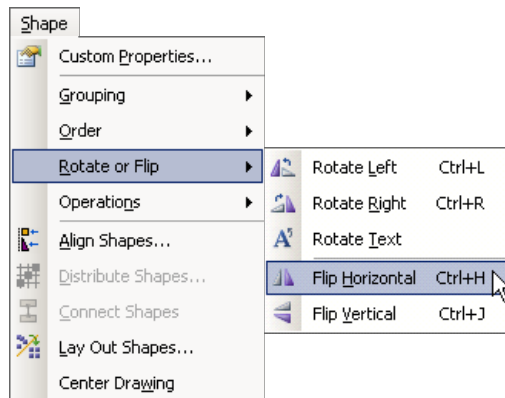 Shape
Custom Properties...
Grouping
Order
Rotate or Flip
Operations
Align Shapes...
Distribute Shapes...
Connect Shapes
Lay Out Shapes...
Center Drawing
Rotate Left Ctrl+L
Rotate Right Ctrl+R
Rotate Text
Flip Horizontal Ctrl+H
Flip Vertical Ctrl+J